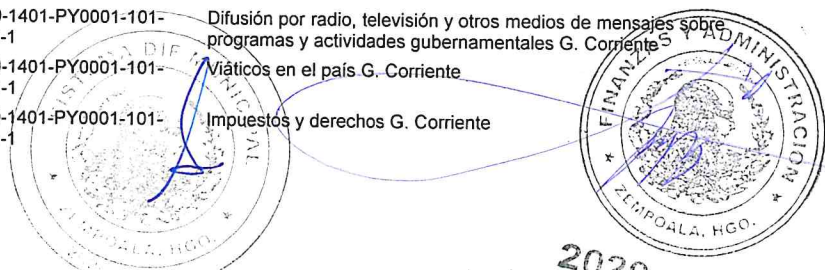 -1401-PY0001-101- Difusión por radio, televisión y otros medios de mensajes sobre
-1 programas y actividades gubernamentales G. Corriente
-1401-PY0001-101- Viáticos en el país G. Corriente
-1
-1401-PY0001-101- Impuestos y derechos G. Corriente
-1
DIF MUNICIPAL
ZEMPOALA, HGO.
FINANZAS Y ADMINISTRACION
ZEMPOALA, HGO.